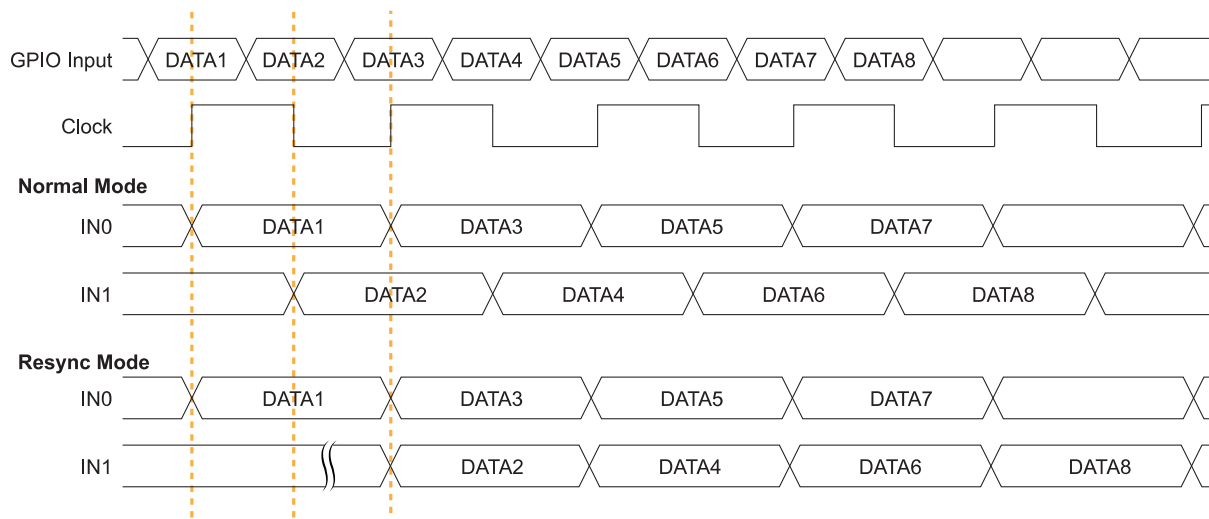 GPIO Input DATA1 DATA2 DATA3 DATA4 DATA5 DATA6 DATA7 DATA8
Clock
Normal Mode
IN0 DATA1 DATA3 DATA5 DATA7
IN1 DATA2 DATA4 DATA6 DATA8
Resync Mode
IN0 DATA1 DATA3 DATA5 DATA7
IN1 DATA2 DATA4 DATA6 DATA8